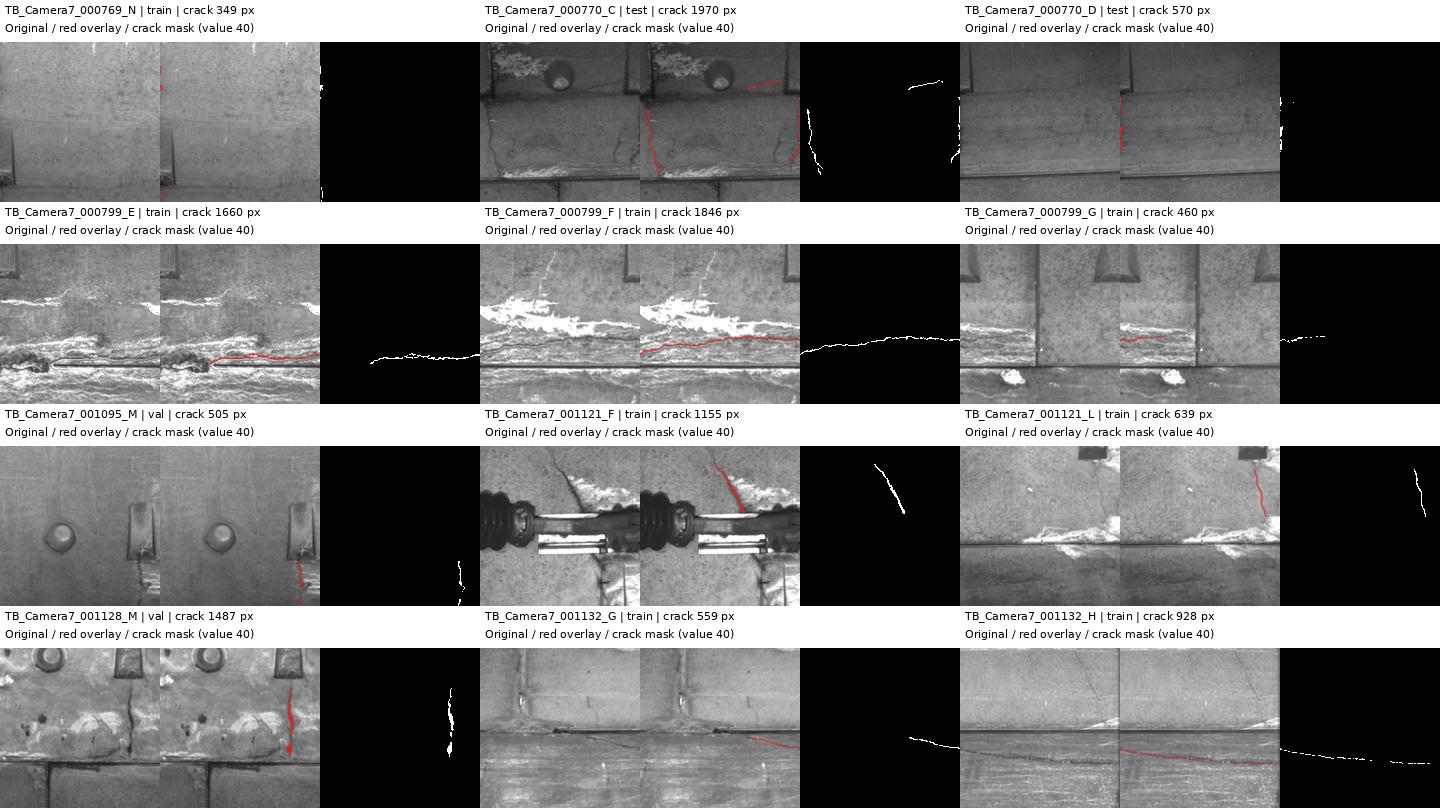 TB_Camera7_000769_N | train | crack 349 px
Original / red overlay / crack mask (value 40)
TB_Camera7_000770_C | test | crack 1970 px
Original / red overlay / crack mask (value 40)
TB_Camera7_000770_D | test | crack 570 px
Original / red overlay / crack mask (value 40)
TB_Camera7_000799_E | train | crack 1660 px
Original / red overlay / crack mask (value 40)
TB_Camera7_000799_F | train | crack 1846 px
Original / red overlay / crack mask (value 40)
TB_Camera7_000799_G | train | crack 460 px
Original / red overlay / crack mask (value 40)
TB_Camera7_001095_M | val | crack 505 px
Original / red overlay / crack mask (value 40)
TB_Camera7_001121_F | train | crack 1155 px
Original / red overlay / crack mask (value 40)
TB_Camera7_001121_L | train | crack 639 px
Original / red overlay / crack mask (value 40)
TB_Camera7_001128_M | val | crack 1487 px
Original / red overlay / crack mask (value 40)
TB_Camera7_001132_G | train | crack 559 px
Original / red overlay / crack mask (value 40)
TB_Camera7_001132_H | train | crack 928 px
Original / red overlay / crack mask (value 40)